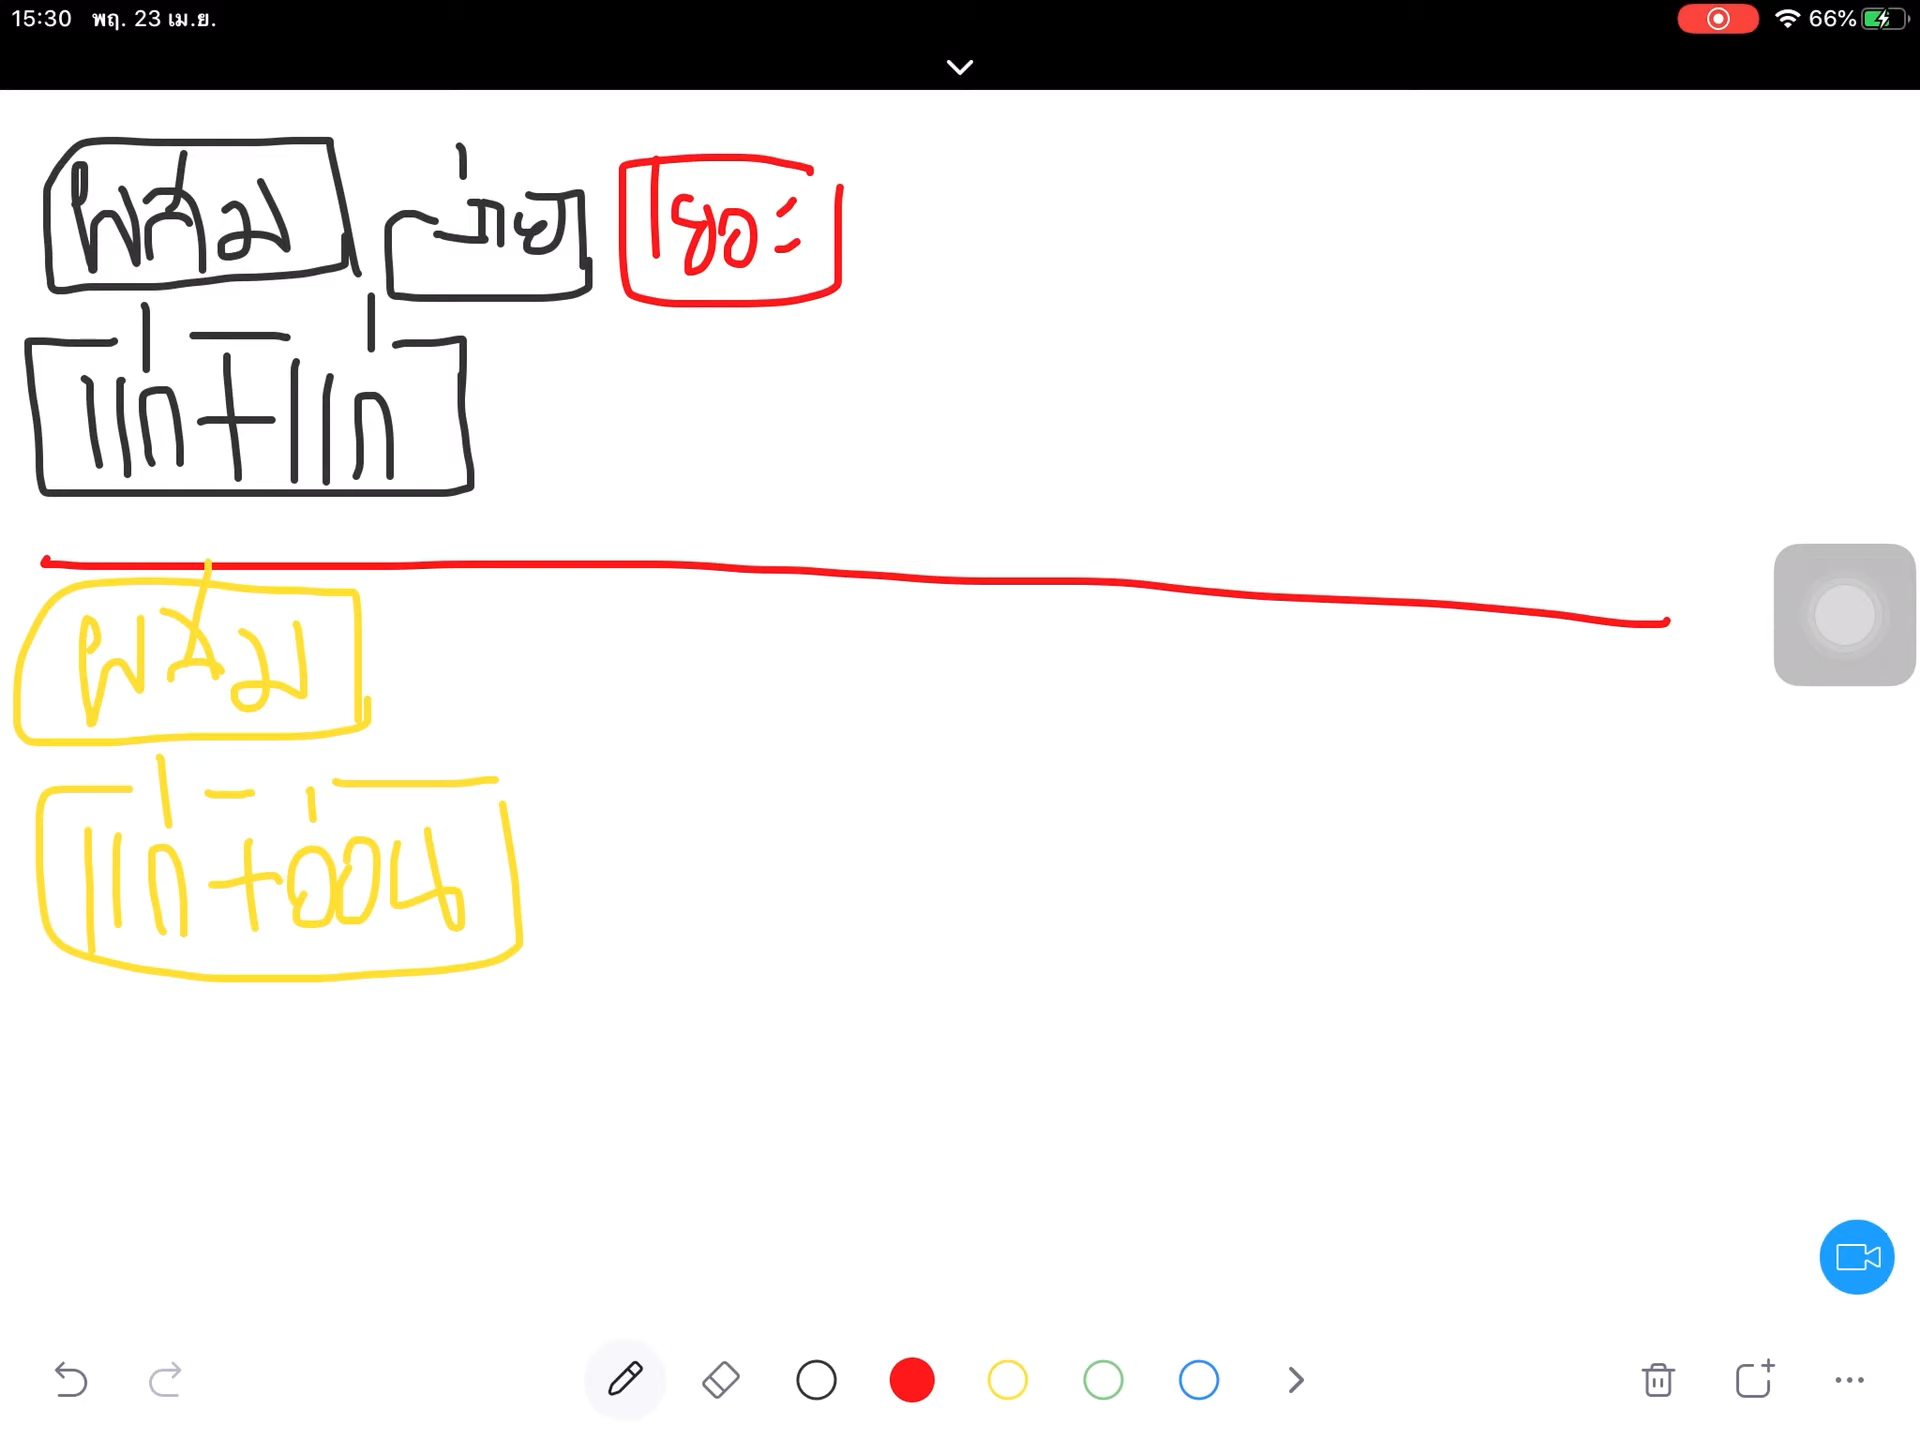 15:30 พฤ. 23 เม.ย. 66%
ผสม ง่าย เยอะ
แก่+แก่
ผสม
แก่+อ่อน